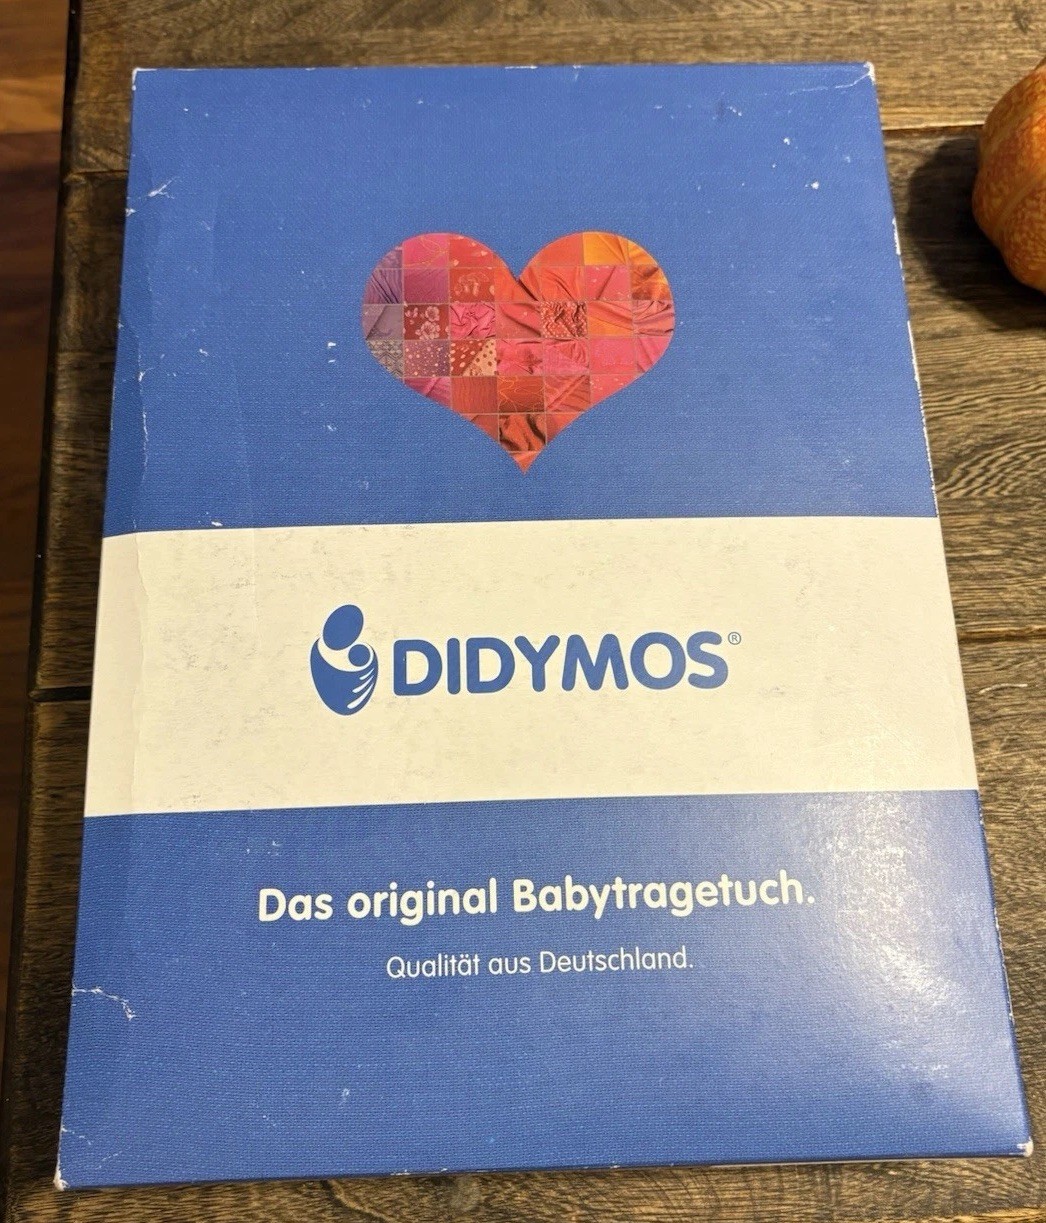 DIDYMOS®
Das original Babytragetuch.
Qualität aus Deutschland.